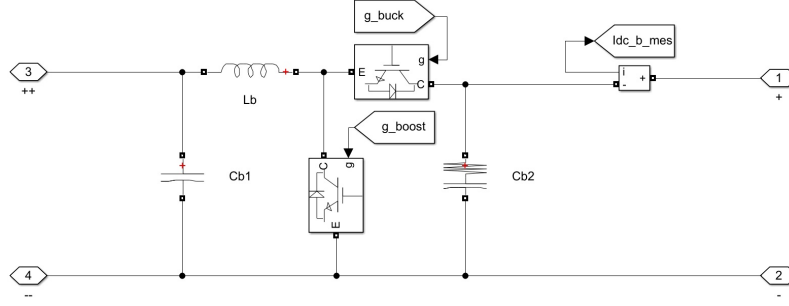 g_buck
Idc_b_mes
3
++
Lb
E
g
C
i
-
+
1
+
g_boost
C
g
E
+
Cb1
+
Cb2
+
4
--
2
-